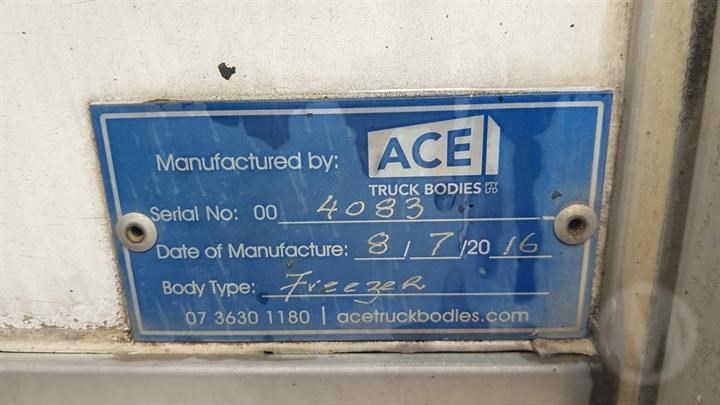 Manufactured by: ACE
TRUCK BODIES PTY LTD
Serial No: 00 4083
Date of Manufacture: 8 / 7 /20 16
Body Type: Freezer
07 3630 1180 | acetruckbodies.com